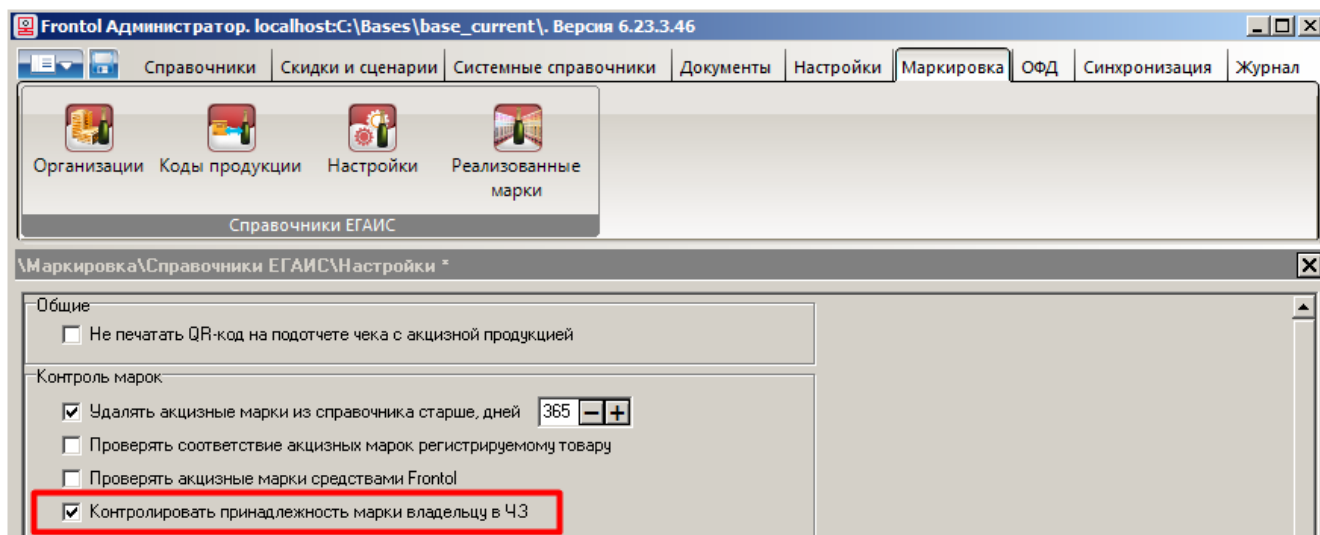 Frontol Администратор. localhost:C:\Bases\base_current\. Версия 6.23.3.46
Справочники Скидки и сценарии Системные справочники Документы Настройки Маркировка ОФД Синхронизация Журнал
Организации Коды продукции Настройки Реализованные марки
Справочники ЕГАИС
\Маркировка\Справочники ЕГАИС\Настройки *
Общие
Не печатать QR-код на подотчете чека с акцизной продукцией
Контроль марок
Удалять акцизные марки из справочника старше, дней 365
Проверять соответствие акцизных марок регистрируемому товару
Проверять акцизные марки средствами Frontol
Контролировать принадлежность марки владельцу в ЧЗ